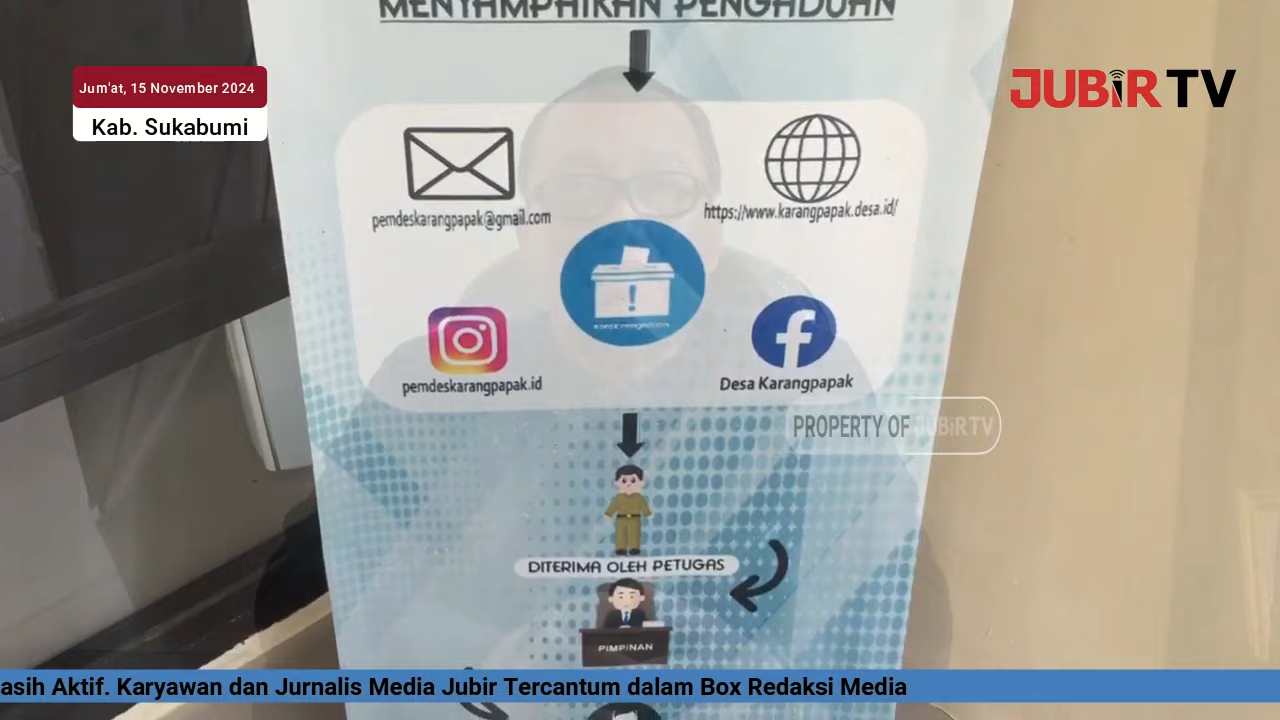 MENYAMPAIKAN PENGADUAN
Jum'at, 15 November 2024
Kab. Sukabumi
JUBIR TV
pemdeskarangpapak@gmail.com
https://www.karangpapak.desa.id/
pemdeskarangpapak.id
Desa Karangpapak
PROPERTY OF JUBIR TV
DITERIMA OLEH PETUGAS
PIMPINAN
asih Aktif. Karyawan dan Jurnalis Media Jubir Tercantum dalam Box Redaksi Media